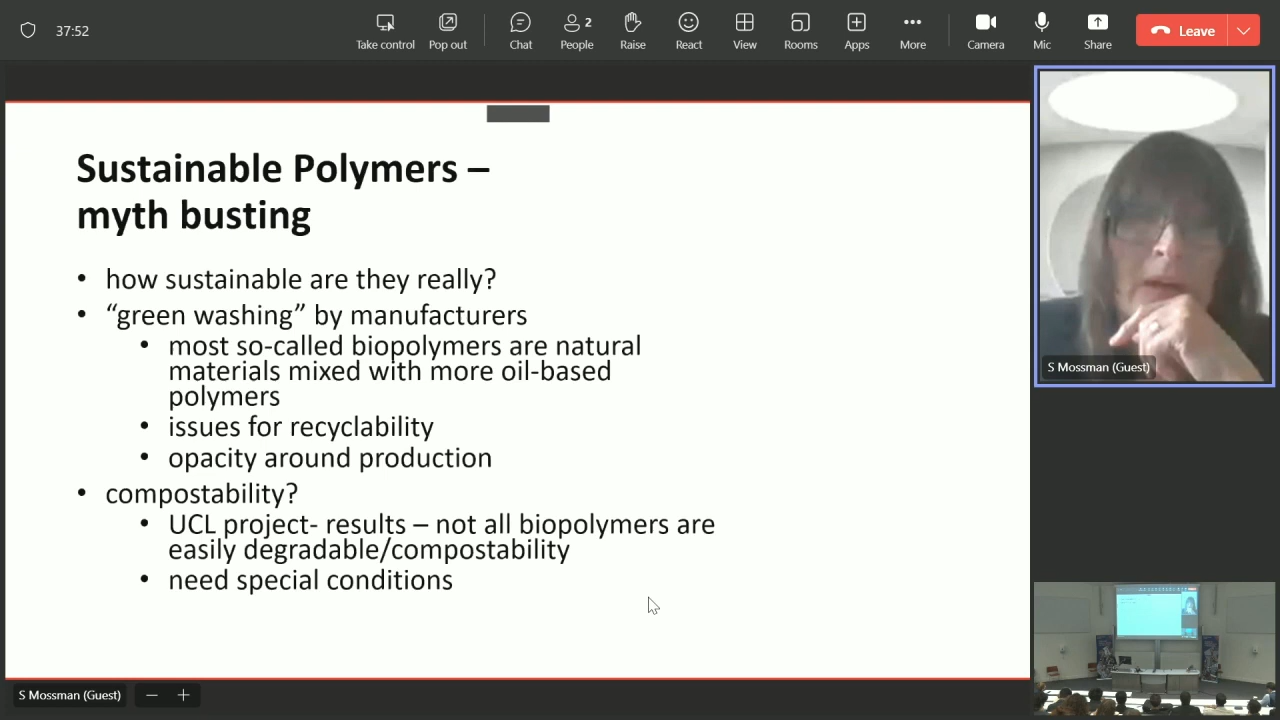 37:52
Take control
Pop out
Chat
2
People
Raise
React
View
Rooms
Apps
More
Camera
Mic
Share
Leave
Sustainable Polymers –
myth busting
• how sustainable are they really?
• “green washing” by manufacturers
• most so-called biopolymers are natural
materials mixed with more oil-based
polymers
• issues for recyclability
• opacity around production
• compostability?
• UCL project- results – not all biopolymers are
easily degradable/compostability
• need special conditions
S Mossman (Guest)
S Mossman (Guest)